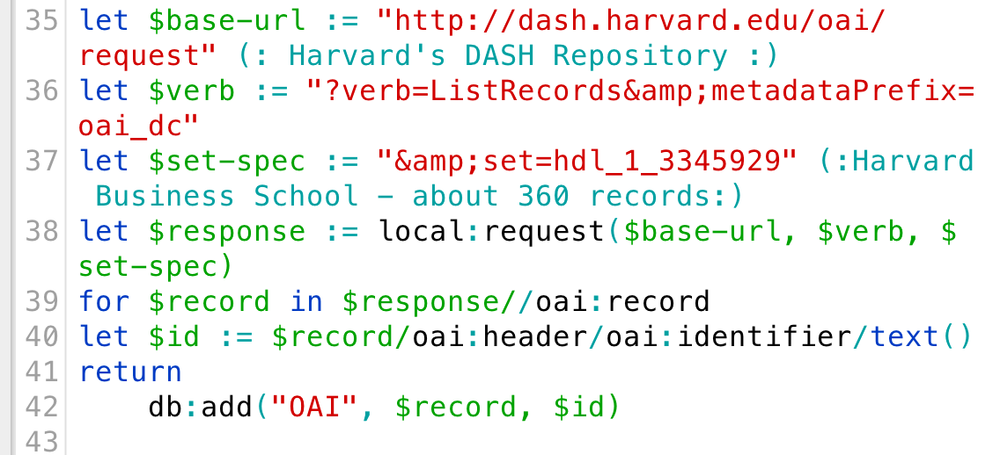 35 let $base-url := "http://dash.harvard.edu/oai/
request" (: Harvard's DASH Repository :)
36 let $verb := "?verb=ListRecords&amp;metadataPrefix=
oai_dc"
37 let $set-spec := "&amp;set=hdl_1_3345929" (:Harvard
Business School – about 360 records:)
38 let $response := local:request($base-url, $verb, $
set-spec)
39 for $record in $response//oai:record
40 let $id := $record/oai:header/oai:identifier/text()
41 return
42 db:add("OAI", $record, $id)
43